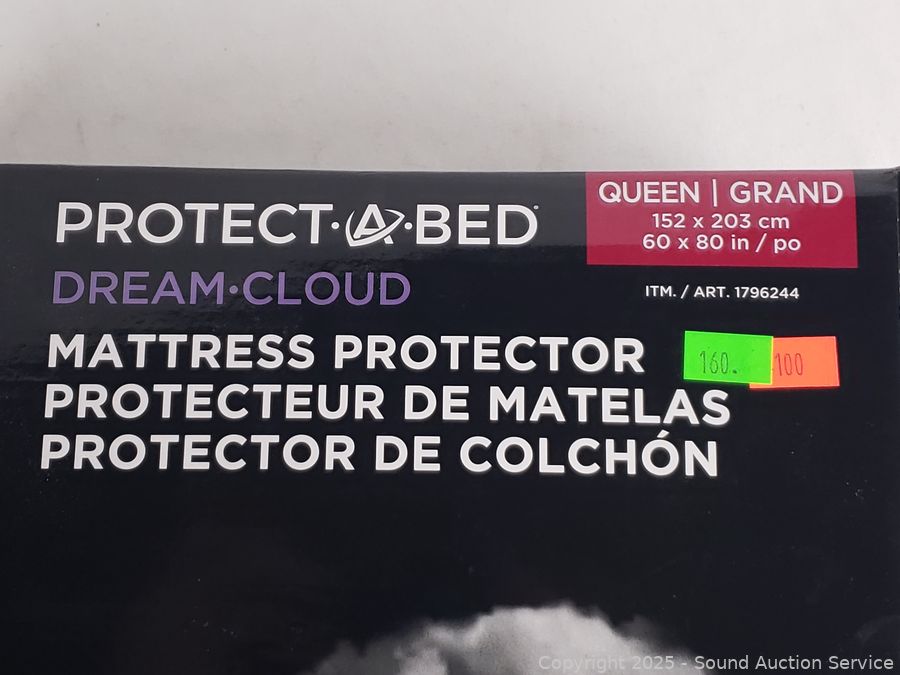 PROTECT·A·BED
QUEEN | GRAND
152 x 203 cm
60 x 80 in / po
DREAM·CLOUD
ITM. / ART. 1796244
MATTRESS PROTECTOR
160.
100
PROTECTEUR DE MATELAS
PROTECTOR DE COLCHÓN
Copyright 2025 - Sound Auction Service